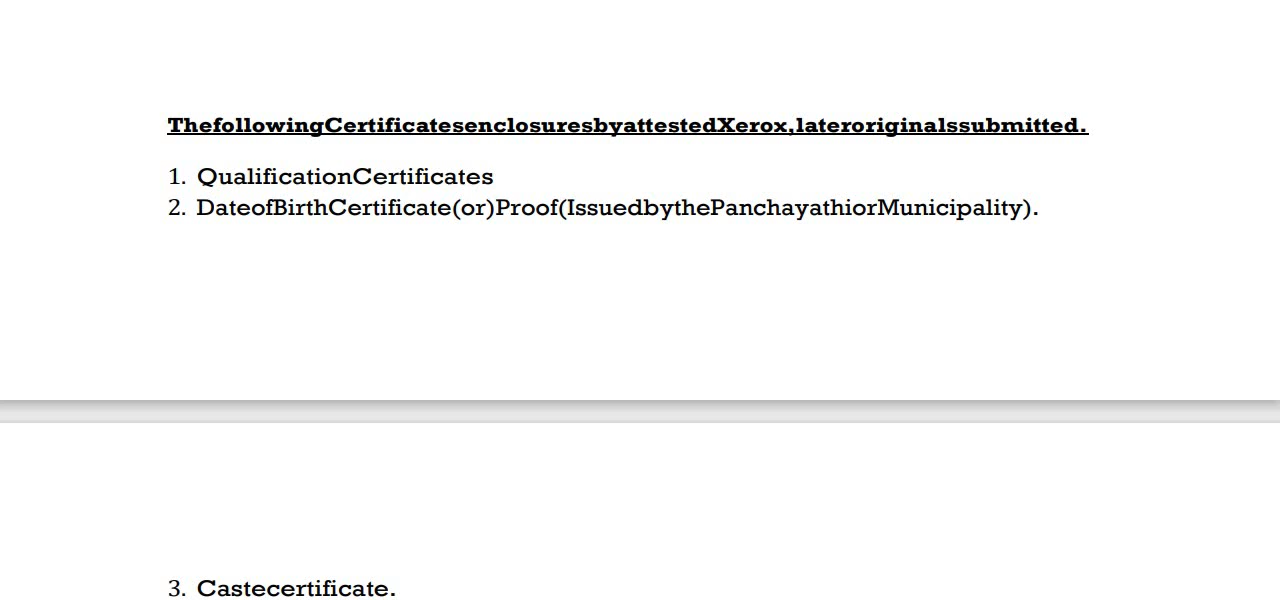 ThefollowingCertificatesenclosuresbyattestedXerox,lateroriginalssubmitted.
1. QualificationCertificates
2. DateofBirthCertificate(or)Proof(IssuedbythePanchayathiorMunicipality).
3. Castecertificate.